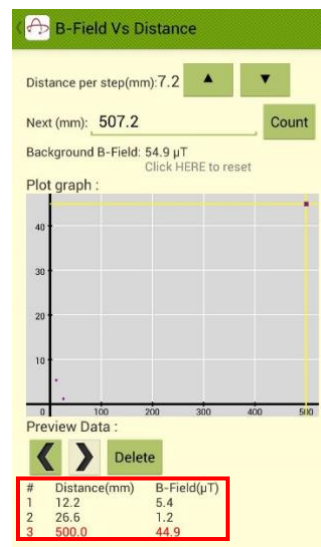 B-Field Vs Distance
Distance per step(mm):7.2 ▲ ▼
Next (mm): 507.2 Count
Background B-Field: 54.9 µT
Click HERE to reset
Plot graph :
40
30
20
10
0 100 200 300 400 500
Preview Data :
❮ ❯ Delete
# Distance(mm) B-Field(µT)
1 12.2 5.4
2 26.6 1.2
3 500.0 44.9